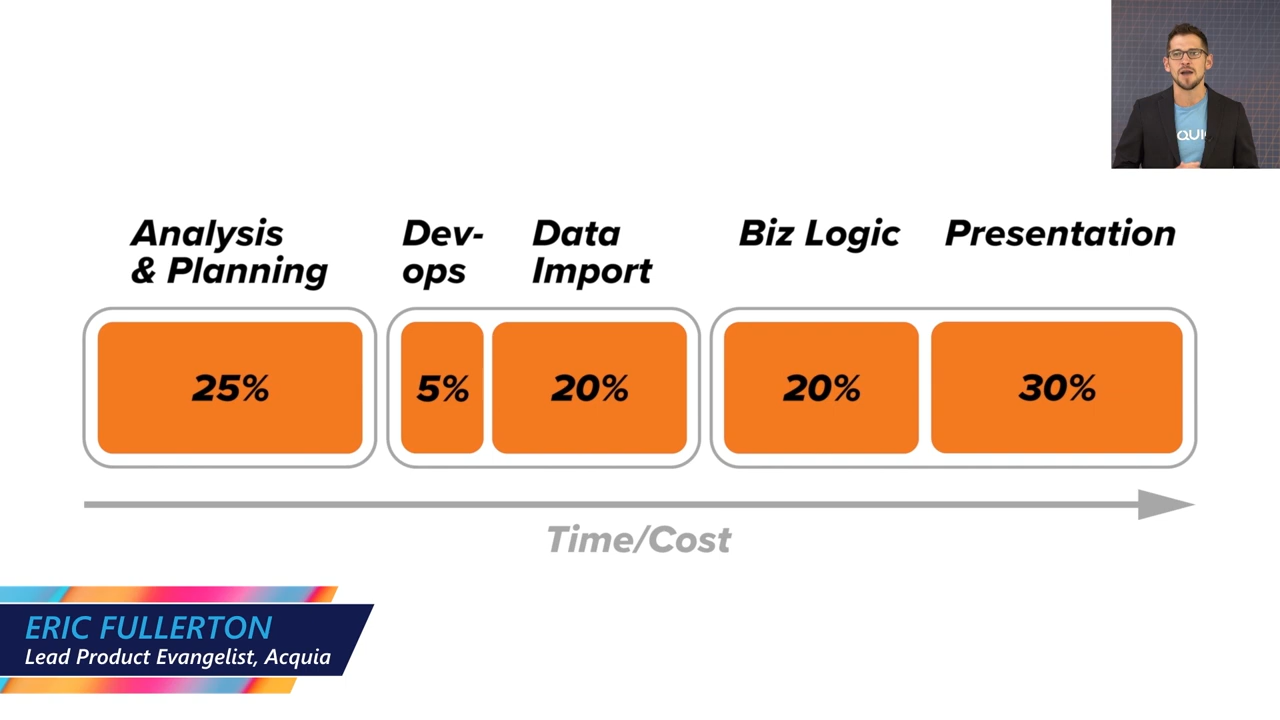 QUI
Analysis
& Planning
Dev-
ops
Data
Import
Biz Logic
Presentation
25%
5%
20%
20%
30%
Time/Cost
ERIC FULLERTON
Lead Product Evangelist, Acquia